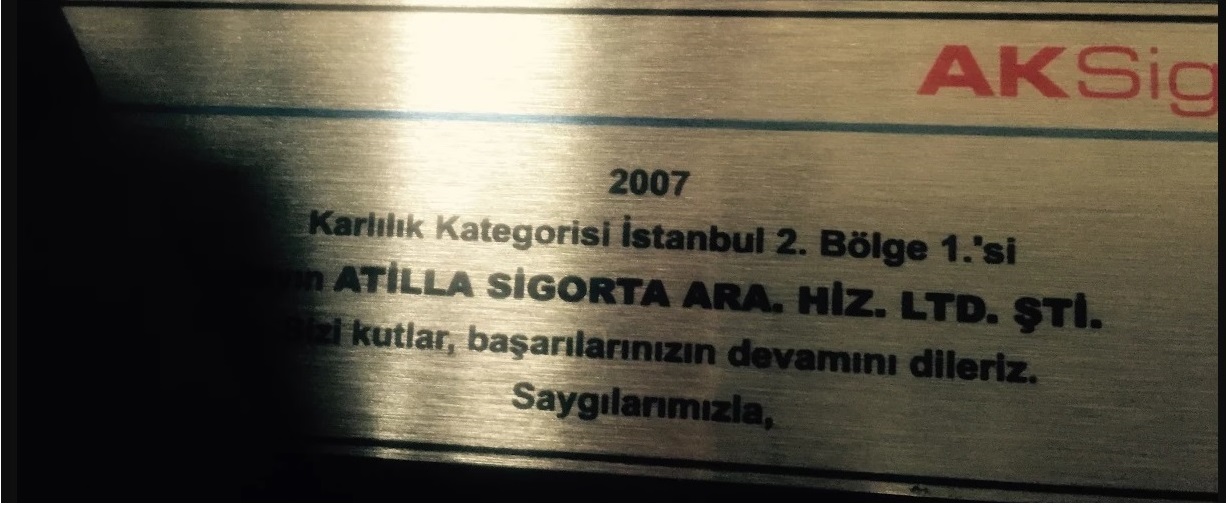 AKSig
2007
Karlılık Kategorisi İstanbul 2. Bölge 1.'si
ATİLLA SİGORTA ARA. HİZ. LTD. ŞTİ.
kutlar, başarılarınızın devamını dileriz.
Saygılarımızla,